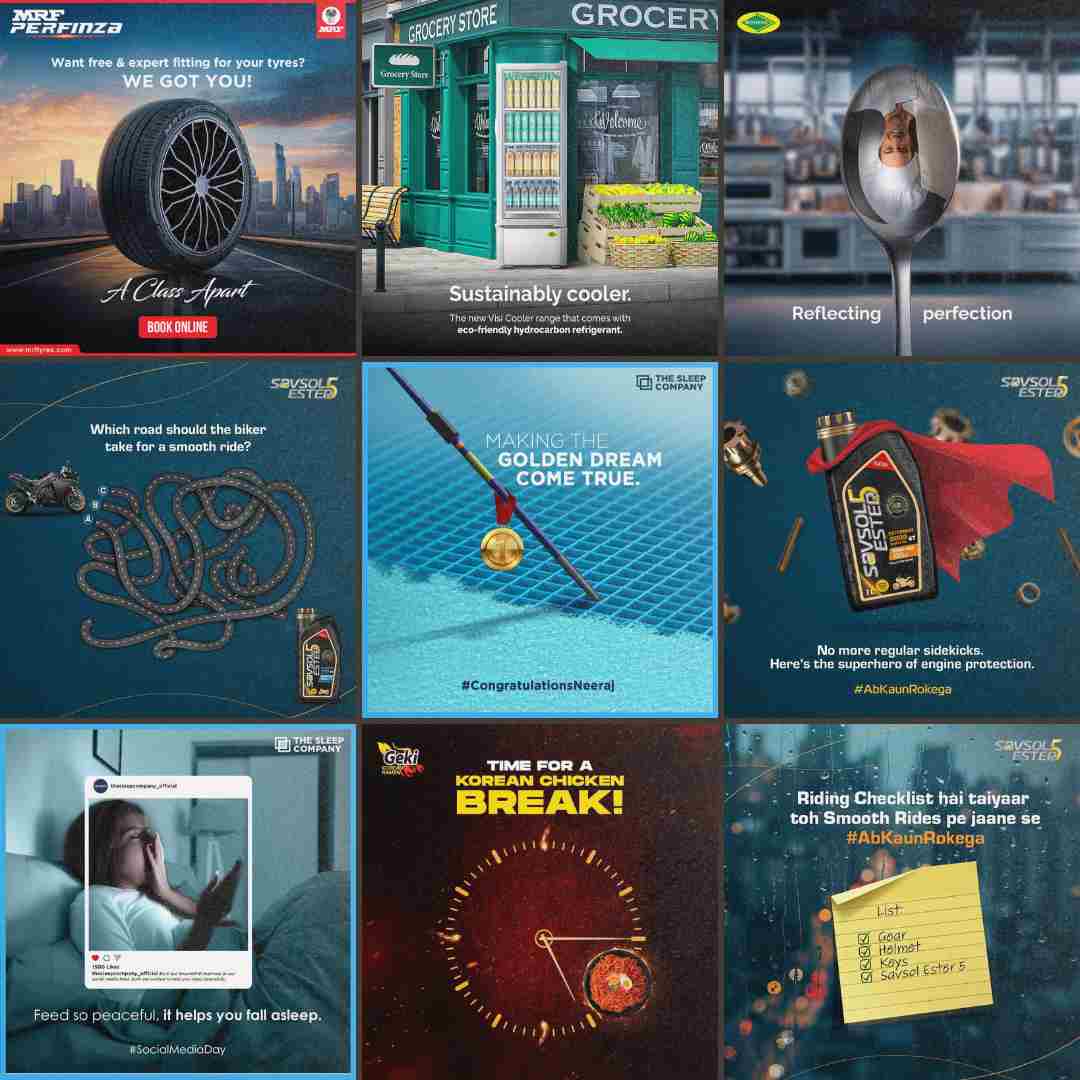 MRF
PERFINZA
MRF
Want free & expert fitting for your tyres?
WE GOT YOU!
A Class Apart
BOOK ONLINE
www.mrftyres.com
GROCERY STORE
GROCERY
Grocery Store
Welcome
Sustainably cooler.
The new Visi Cooler range that comes with
eco-friendly hydrocarbon refrigerant.
Reflecting perfection
SAVSOL
ESTER 5
Which road should the biker
take for a smooth ride?
C
B
A
SAVSOL
ESTER 5
THE SLEEP
COMPANY
MAKING THE
GOLDEN DREAM
COME TRUE.
#CongratulationsNeeraj
SAVSOL
ESTER 5
SAVSOL
ESTER 5
No more regular sidekicks.
Here's the superhero of engine protection.
#AbKaunRokega
THE SLEEP
COMPANY
thesleepcompany_official
1500 Likes
thesleepcompany_official
Feed so peaceful, it helps you fall asleep.
#SocialMediaDay
Geki
TIME FOR A
KOREAN CHICKEN
BREAK!
SAVSOL
ESTER 5
Riding Checklist hai taiyaar
toh Smooth Rides pe jaane se
#AbKaunRokega
List
Gear
Helmet
Keys
Savsol Ester 5